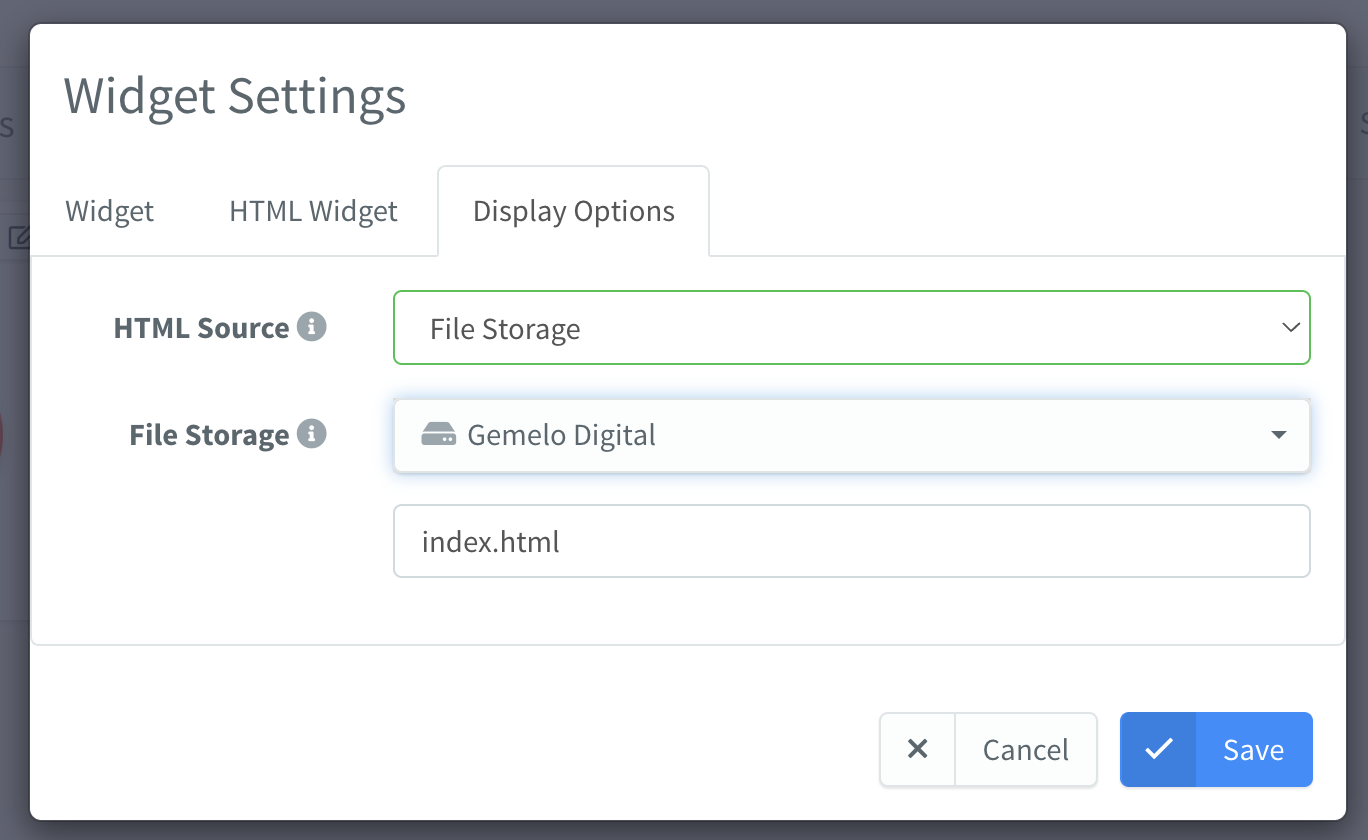 Widget Settings
Widget
HTML Widget
Display Options
HTML Source
File Storage
File Storage
Gemelo Digital
index.html
Cancel
Save